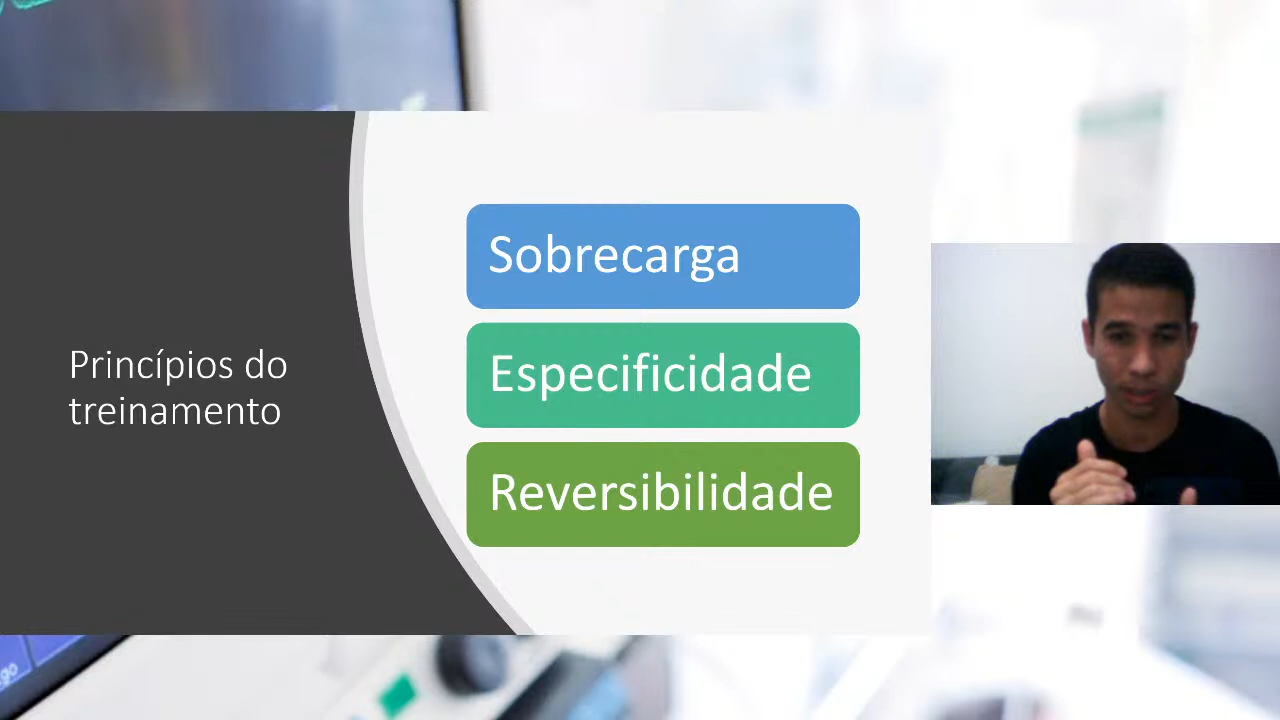 Princípios do
treinamento
Sobrecarga
Especificidade
Reversibilidade